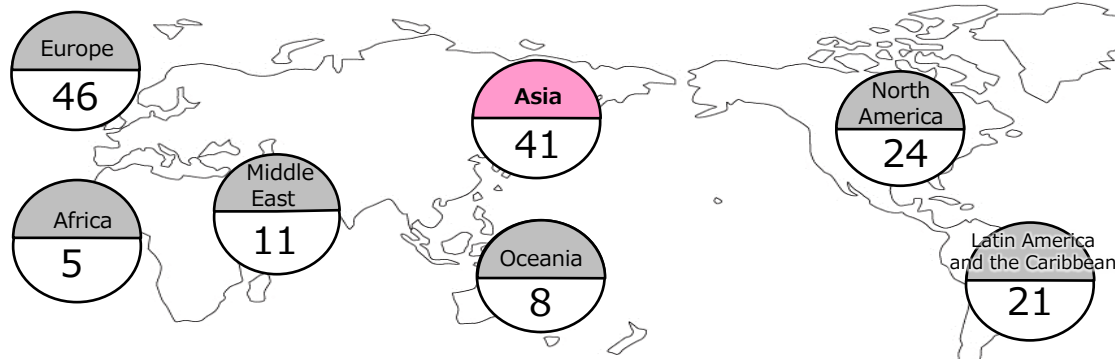 Europe
46
Asia
41
North
America
24
Middle
East
11
Africa
5
Oceania
8
Latin America
and the Caribbean
21